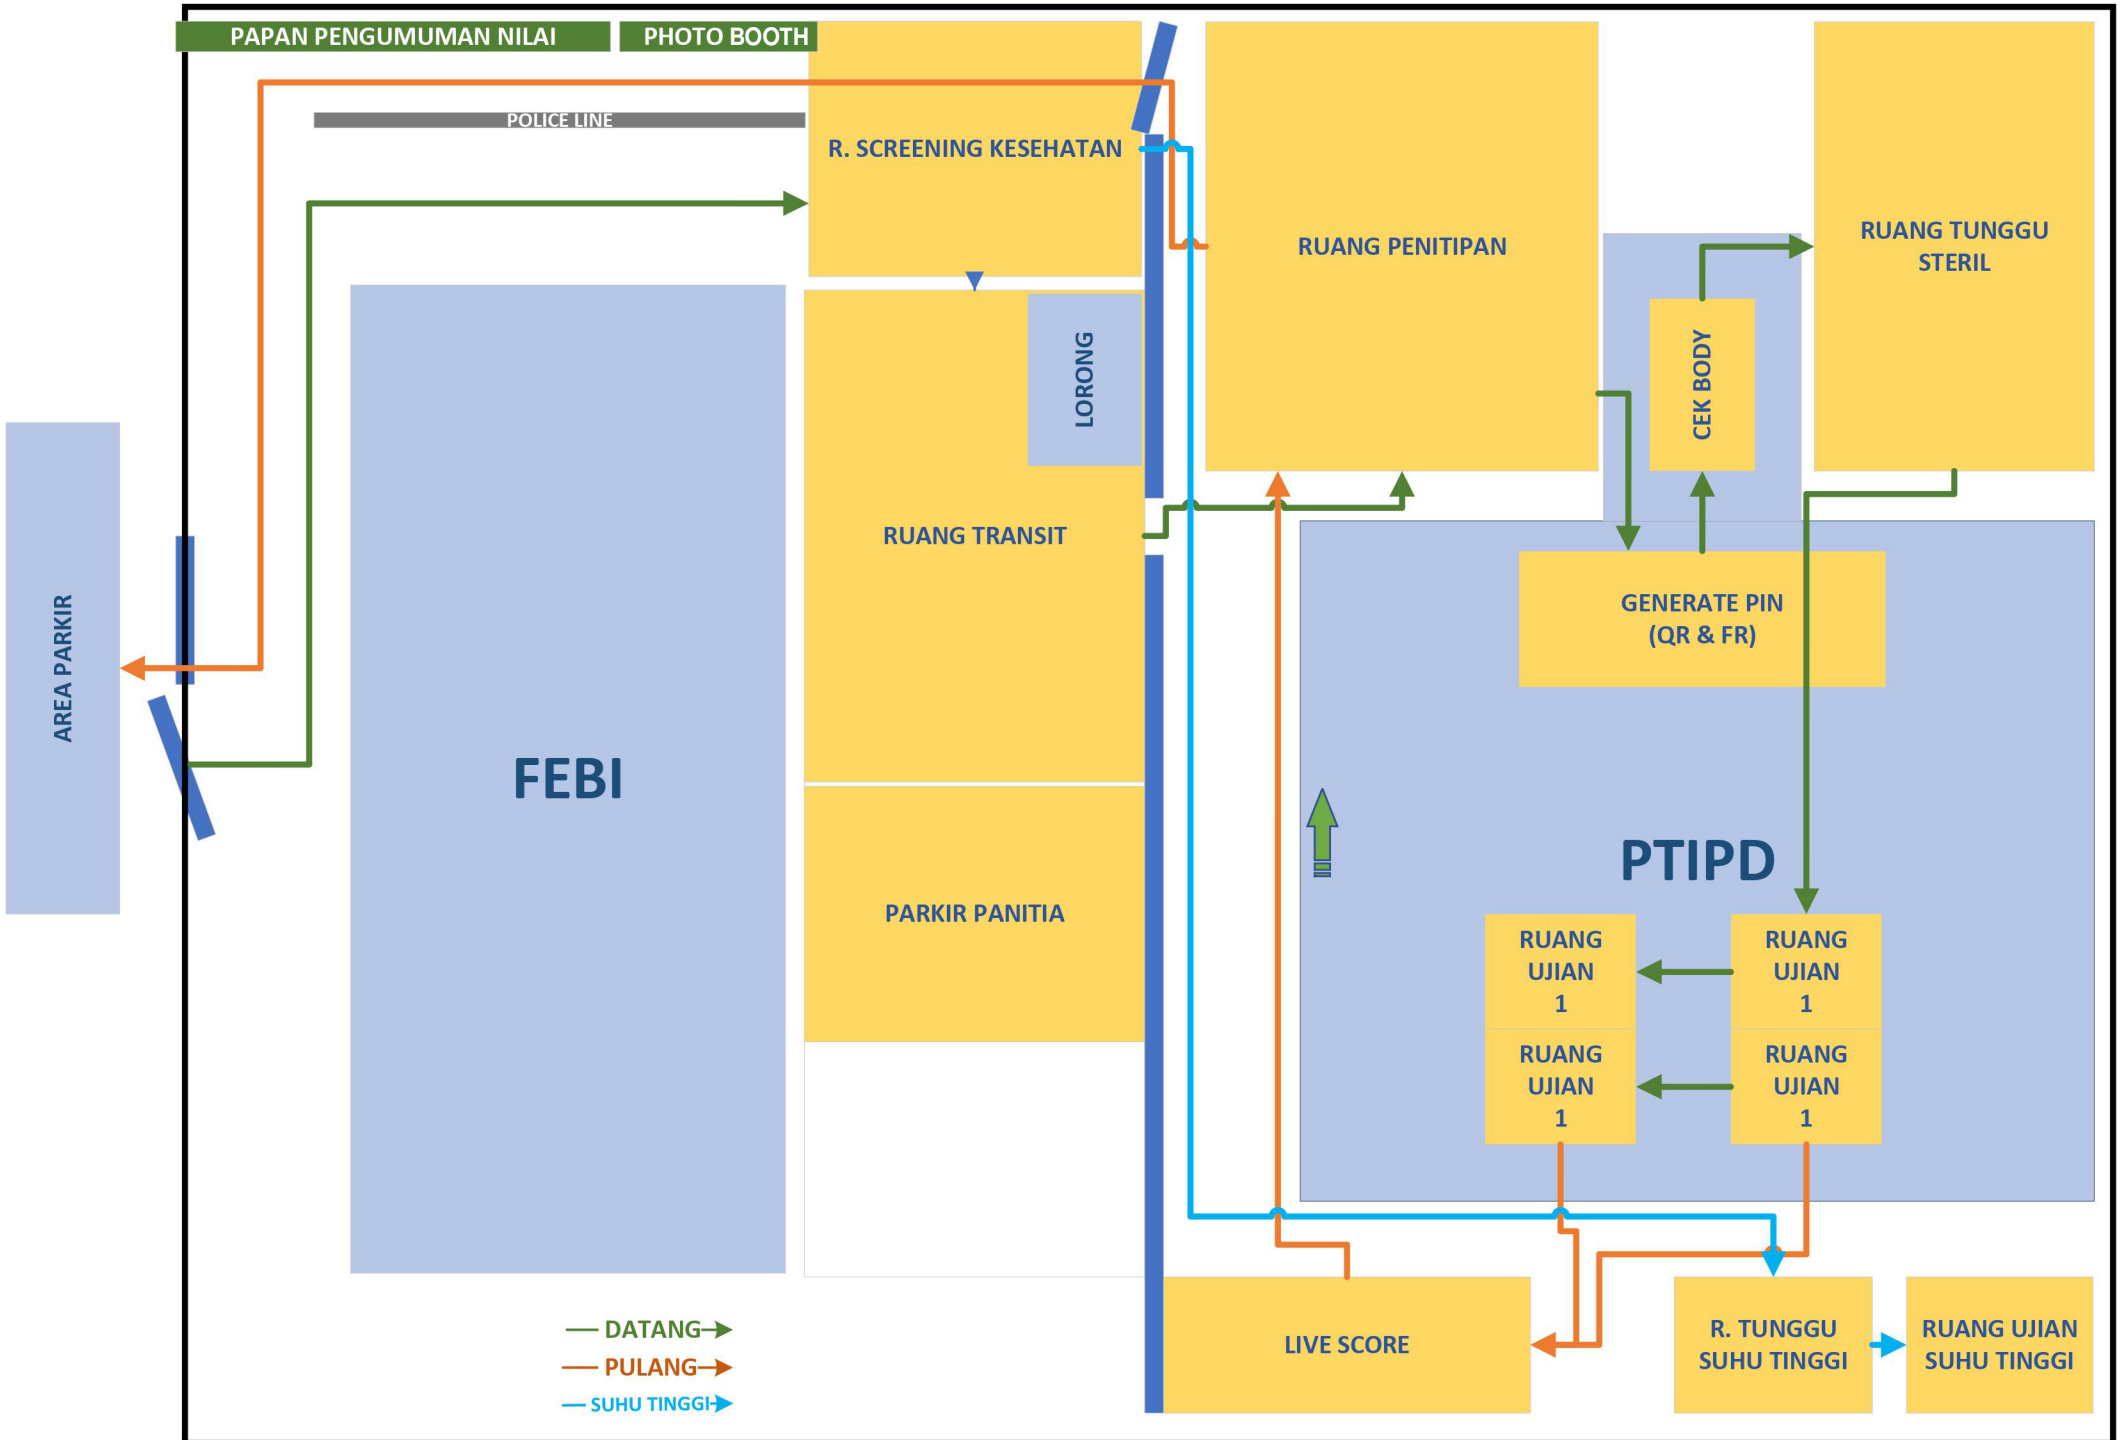 PAPAN PENGUMUMAN NILAI
PHOTO BOOTH
POLICE LINE
R. SCREENING KESEHATAN
RUANG PENITIPAN
RUANG TUNGGU
STERIL
CEK BODY
LORONG
RUANG TRANSIT
GENERATE PIN
(QR & FR)
AREA PARKIR
FEBI
PTIPD
PARKIR PANITIA
RUANG
UJIAN
1
RUANG
UJIAN
1
RUANG
UJIAN
1
RUANG
UJIAN
1
DATANG
PULANG
SUHU TINGGI
LIVE SCORE
R. TUNGGU
SUHU TINGGI
RUANG UJIAN
SUHU TINGGI